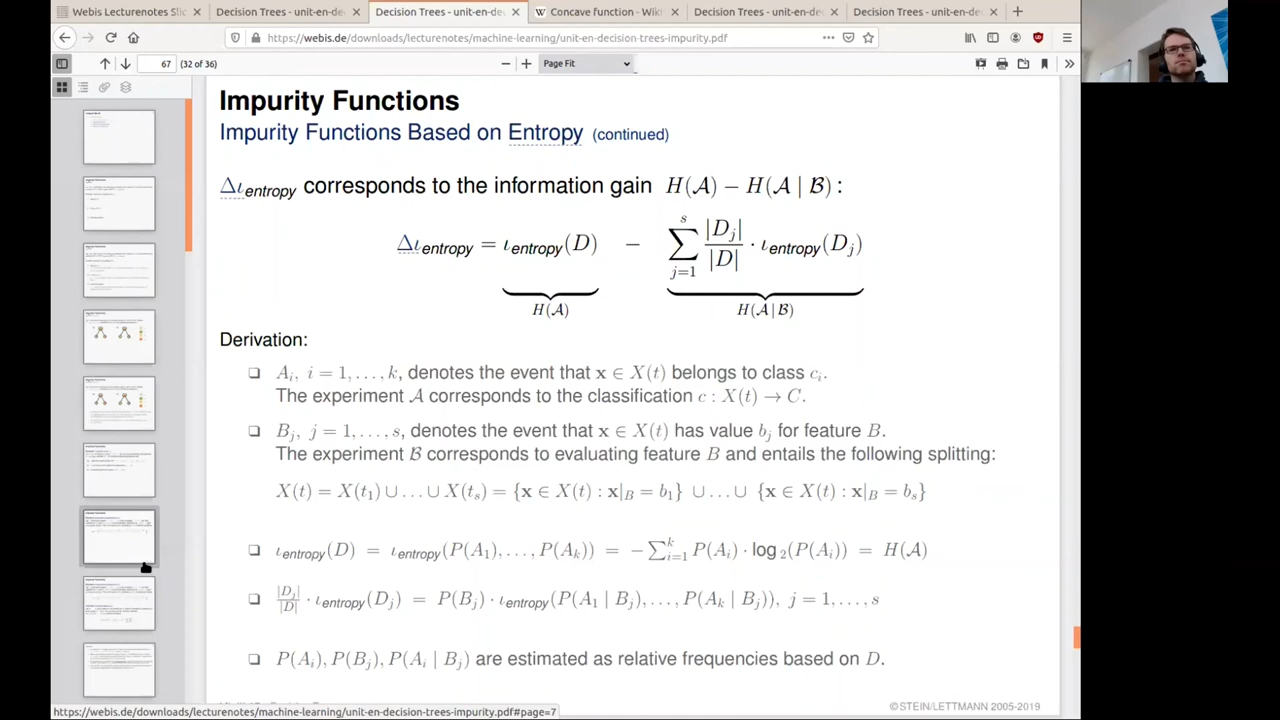 Webis Lecturenotes Slic
Decision Trees - unit-en-dec
Decision Trees - unit-en-de
Concave function - Wiki
Decision Trees - unit-en-dec
Decision Trees - unit-en-dec
https://webis.de/downloads/lecturenotes/machine-learning/unit-en-decision-trees-impurity.pdf
67 (32 of 36)
Page Fit
Impurity Functions
Impurity Functions Based on Entropy (continued)
Δι_entropy corresponds to the information gain H(𝒜) − H(𝒜 | ℬ) :
Δι_entropy = ι_entropy(D) − ∑_{j=1}^{s} |D_j| / |D| · ι_entropy(D_j)
H(𝒜) H(𝒜 | ℬ)
Derivation:
❏ A_i, i = 1, . . . , k, denotes the event that x ∈ X(t) belongs to class c_i.
The experiment 𝒜 corresponds to the classification c : X(t) → C.
❏ B_j, j = 1, . . . , s, denotes the event that x ∈ X(t) has value b_j for feature B.
The experiment ℬ corresponds to evaluating feature B and entails the following splitting:
X(t) = X(t_1) ∪ . . . ∪ X(t_s) = {x ∈ X(t) : x|_B = b_1} ∪ . . . ∪ {x ∈ X(t) : x|_B = b_s}
❏ ι_entropy(D) = ι_entropy(P(A_1), . . . , P(A_k)) = −∑_{i=1}^{k} P(A_i) · log_2(P(A_i)) = H(𝒜)
❏ |D_j| / |D| · ι_entropy(D_j) = P(B_j) · ι_entropy(P(A_1 | B_j), . . . , P(A_k | B_j)), j = 1, . . . , s
❏ P(A_i), P(B_j), P(A_i | B_j) are estimated as relative frequencies based on D.
©STEIN/LETTMANN 2005-2019
https://webis.de/downloads/lecturenotes/machine-learning/unit-en-decision-trees-impurity.pdf#page=7